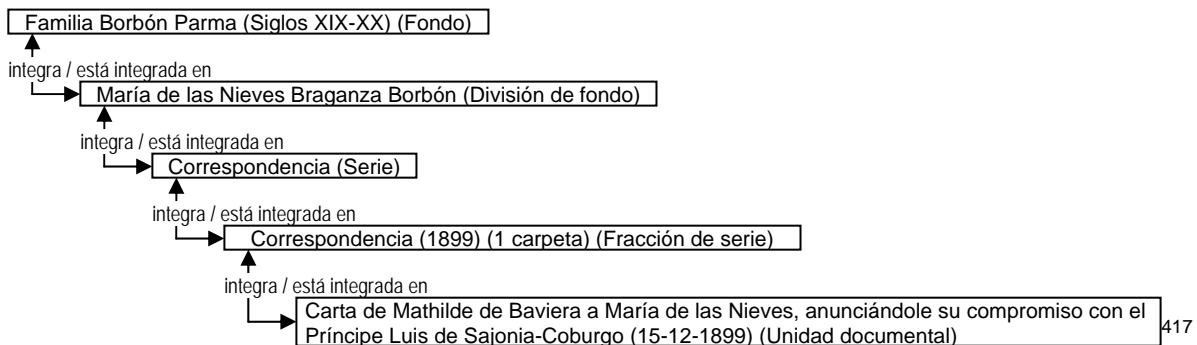 Familia Borbón Parma (Siglos XIX-XX) (Fondo)
integra / está integrada en
María de las Nieves Braganza Borbón (División de fondo)
integra / está integrada en
Correspondencia (Serie)
integra / está integrada en
Correspondencia (1899) (1 carpeta) (Fracción de serie)
integra / está integrada en
Carta de Mathilde de Baviera a María de las Nieves, anunciándole su compromiso con el
Príncipe Luis de Sajonia-Coburgo (15-12-1899) (Unidad documental)
417